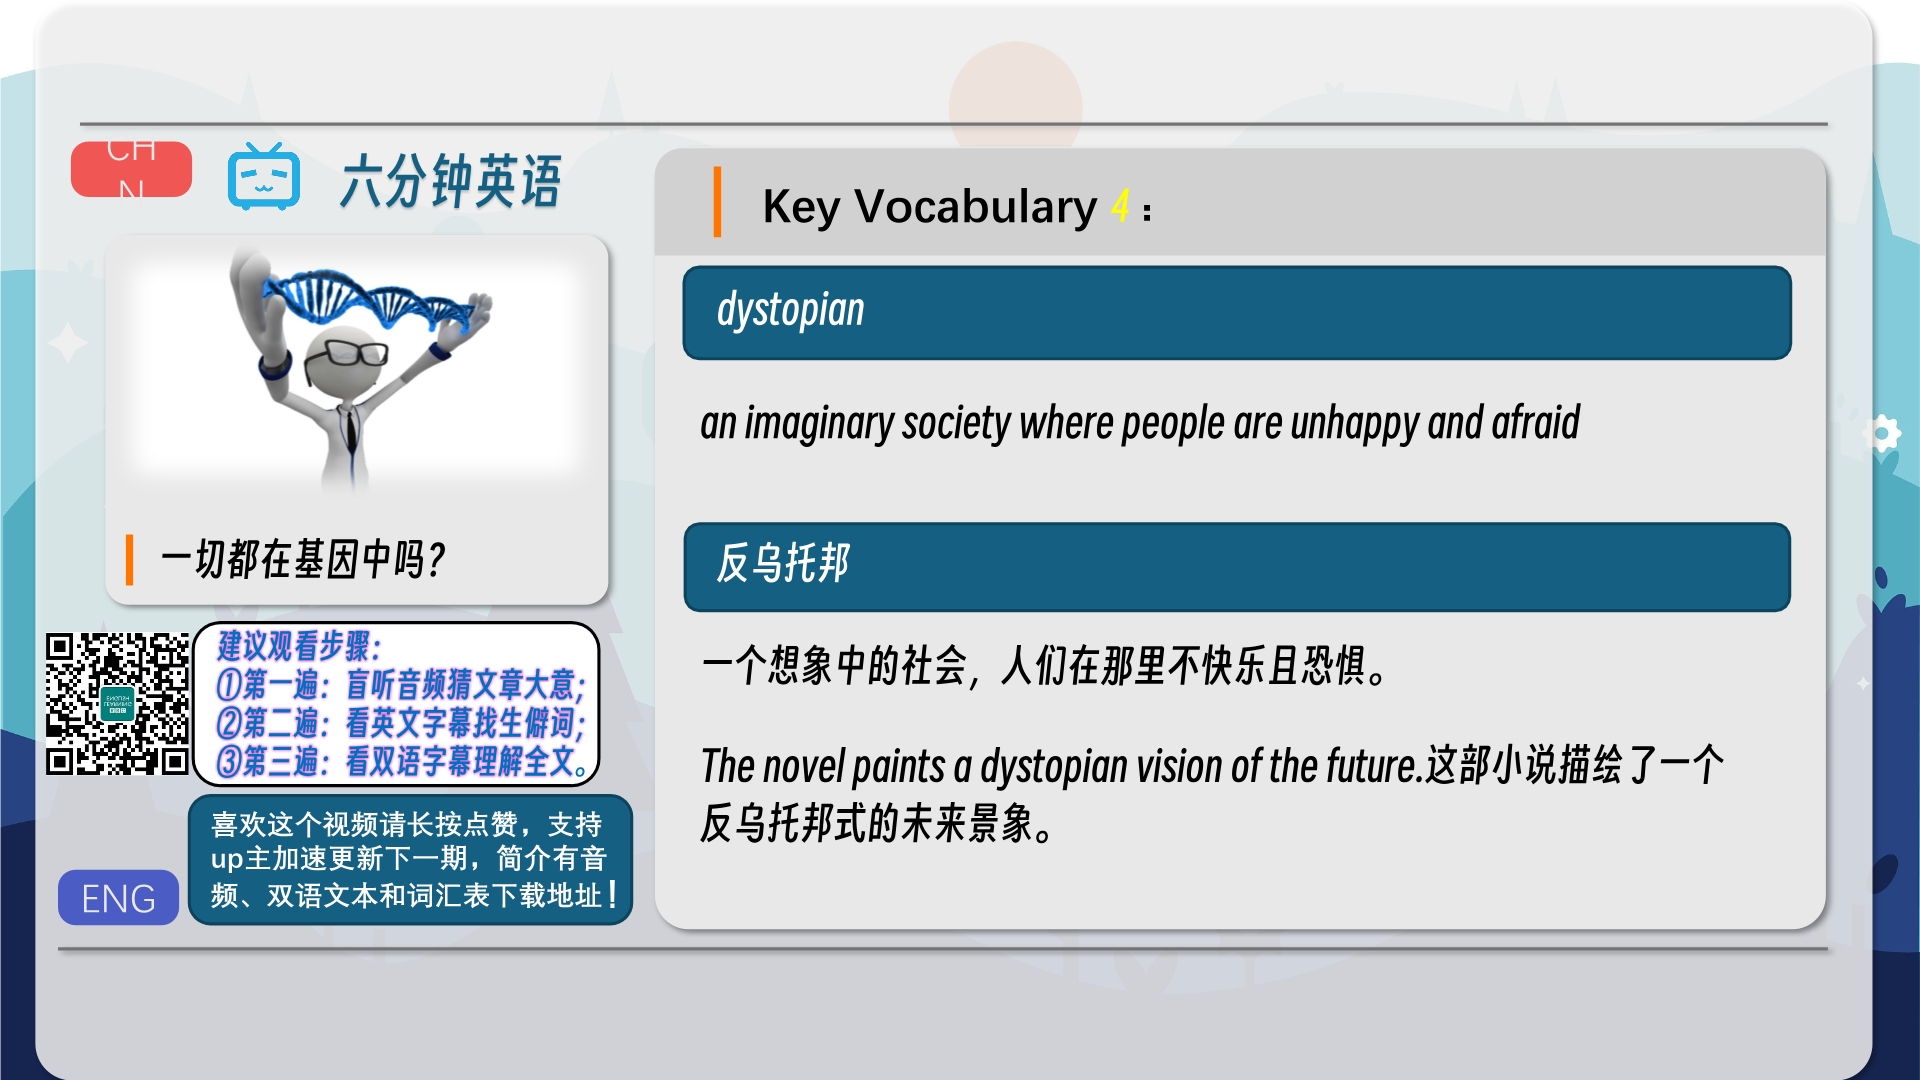 CH
N
六分钟英语
一切都在基因中吗?
建议观看步骤:
①第一遍：盲听音频猜文章大意;
②第二遍：看英文字幕找生僻词;
③第三遍：看双语字幕理解全文。
喜欢这个视频请长按点赞，支持
up主加速更新下一期，简介有音
频、双语文本和词汇表下载地址！
ENG
Key Vocabulary 4：
dystopian
an imaginary society where people are unhappy and afraid
反乌托邦
一个想象中的社会，人们在那里不快乐且恐惧。
The novel paints a dystopian vision of the future.这部小说描绘了一个
反乌托邦式的未来景象。